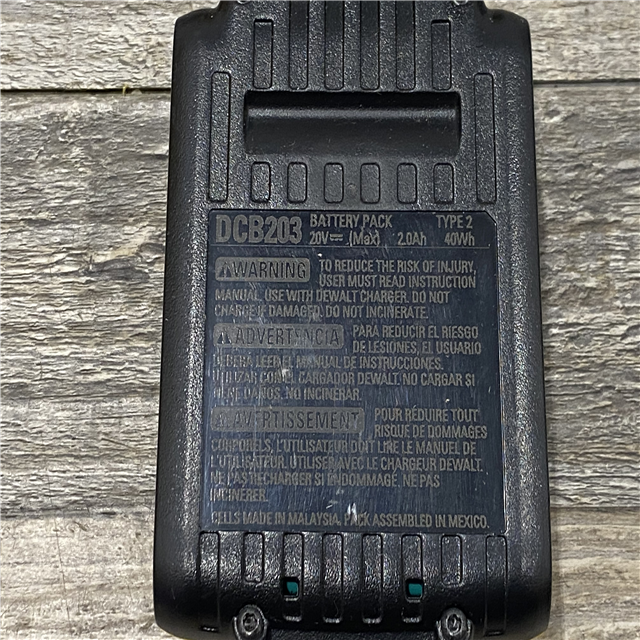 DCB203 BATTERY PACK TYPE 2
20V⎓ (Max) 2.0Ah 40Wh
⚠WARNING TO REDUCE THE RISK OF INJURY,
USER MUST READ INSTRUCTION
MANUAL. USE WITH DEWALT CHARGER. DO NOT
CHARGE IF DAMAGED. DO NOT INCINERATE.
⚠ADVERTENCIA PARA REDUCIR EL RIESGO
DE LESIONES, EL USUARIO
DEBERÁ LEER EL MANUAL DE INSTRUCCIONES.
UTILIZAR CON EL CARGADOR DEWALT. NO CARGAR SI
TIENE DAÑOS. NO INCINERAR.
⚠AVERTISSEMENT POUR RÉDUIRE TOUT
RISQUE DE DOMMAGES
CORPORELS, L'UTILISATEUR DOIT LIRE LE MANUEL DE
L'UTILISATEUR. UTILISER AVEC LE CHARGEUR DEWALT.
NE PAS RECHARGER SI ENDOMMAGÉ. NE PAS
INCINERER.
CELLS MADE IN MALAYSIA. PACK ASSEMBLED IN MEXICO.